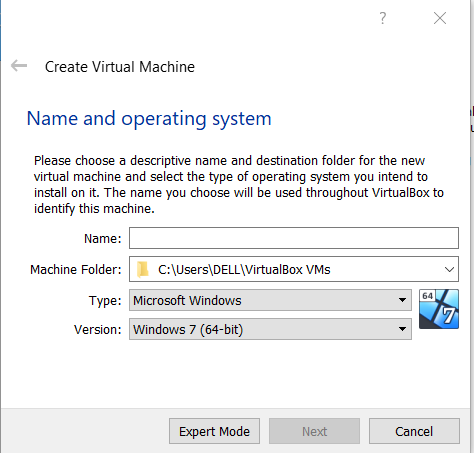 ?
Create Virtual Machine
Name and operating system
Please choose a descriptive name and destination folder for the new
virtual machine and select the type of operating system you intend to
install on it. The name you choose will be used throughout VirtualBox to
identify this machine.
Name:
Machine Folder: C:\Users\DELL\VirtualBox VMs
Type: Microsoft Windows
64
Version: Windows 7 (64-bit)
7
Expert Mode Next Cancel